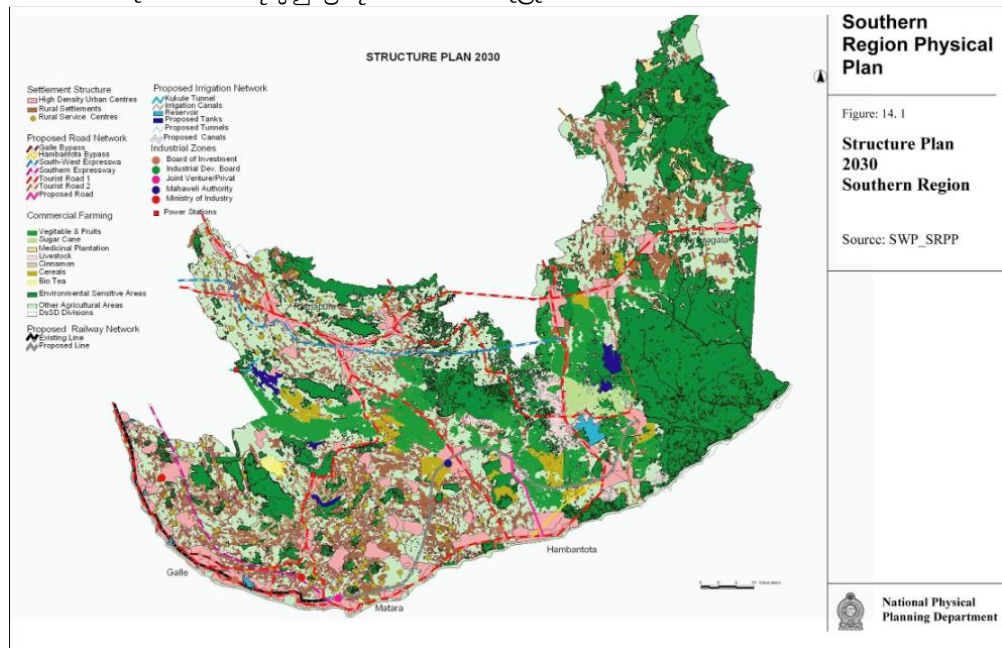 STRUCTURE PLAN 2030
Settlement Structure
High Density Urban Centres
Rural Settlements
Rural Service Centres
Proposed Road Network
Galle Bypass
Hambantota Bypass
South-West Expresswa
Southern Expressway
Tourist Road 1
Tourist Road 2
Proposed Road
Commercial Farming
Vegitable & Fruits
Sugar Cane
Medicinal Plantation
Livestock
Cinnamon
Cereals
Bio Tea
Environmental Sensitive Areas
Other Agricultural Areas
DsSD Divisions
Proposed Railway Network
Existing Line
Proposed Line
Proposed Irrigation Network
Kukule Tunnel
Irrigation Canals
Reservoir
Proposed Tanks
Proposed Tunnels
Proposed Canals
Industrial Zones
Board of Investment
Industrial Dev. Board
Joint Venture/Privat
Mahaweli Authority
Ministry of Industry
Power Stations
Galle
Matara
Hambantota
Southern
Region Physical
Plan
Figure: 14. 1
Structure Plan
2030
Southern Region
Source: SWP_SRPP
National Physical
Planning Department